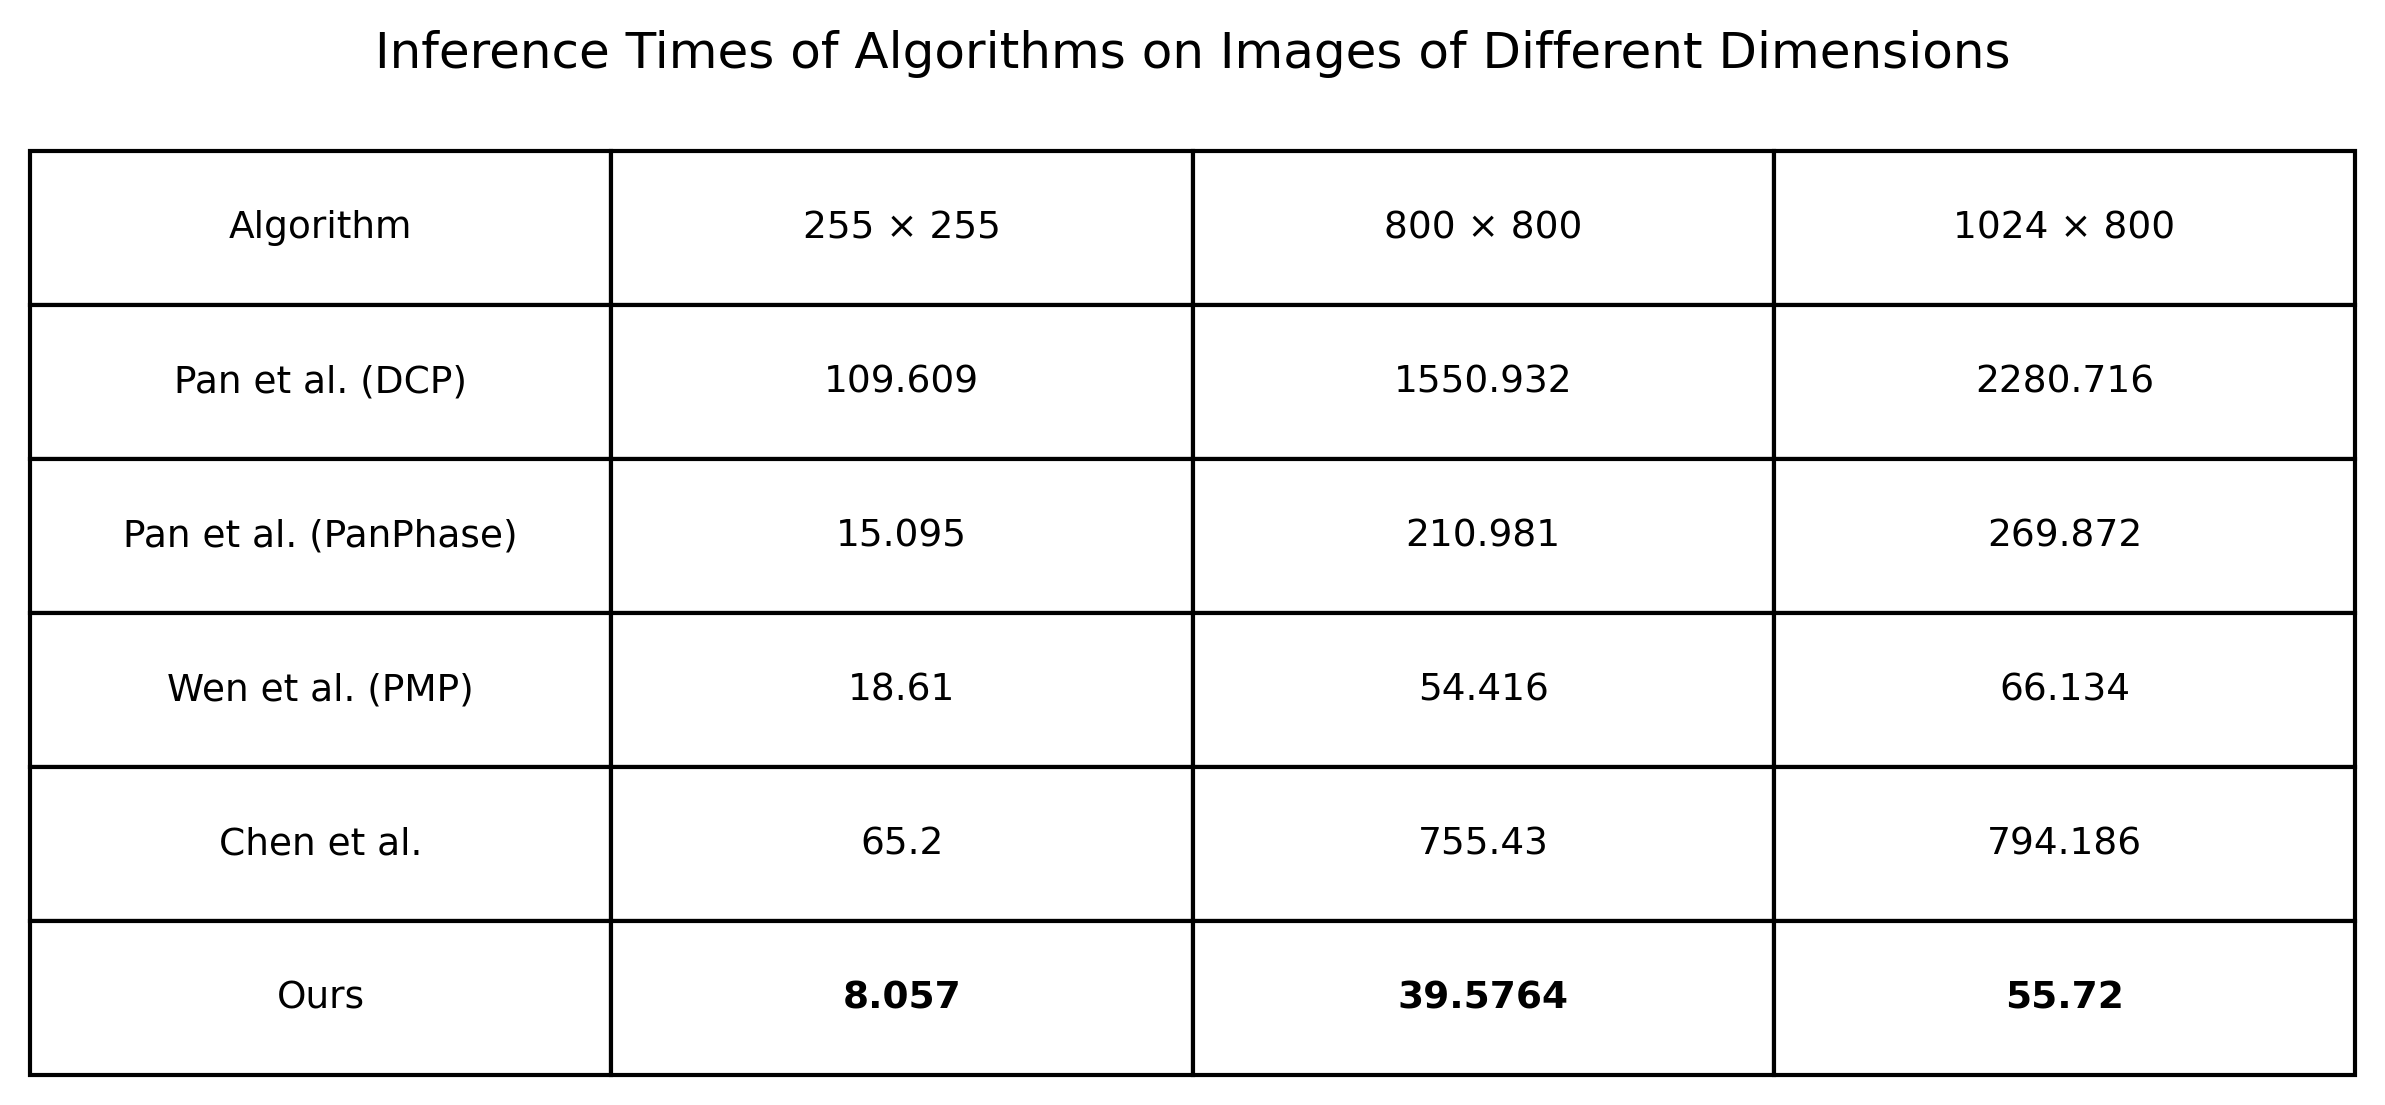 Inference Times of Algorithms on Images of Different Dimensions
Algorithm 255 × 255 800 × 800 1024 × 800
Pan et al. (DCP) 109.609 1550.932 2280.716
Pan et al. (PanPhase) 15.095 210.981 269.872
Wen et al. (PMP) 18.61 54.416 66.134
Chen et al. 65.2 755.43 794.186
Ours 8.057 39.5764 55.72